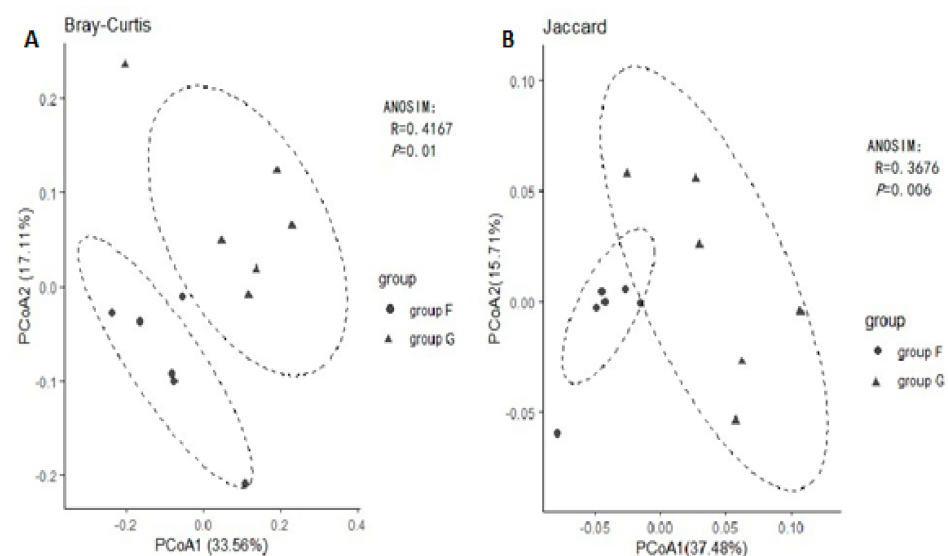 A
Bray-Curtis
ANOSIM:
R=0.4167
P=0.01
0.2
0.1
0.0
-0.1
-0.2
PCoA2 (17.11%)
group
group F
group G
-0.2
0.0
0.2
0.4
PCoA1 (33.56%)
B
Jaccard
ANOSIM:
R=0.3676
P=0.006
0.10
0.05
0.00
-0.05
PCoA2(15.71%)
group
group F
group G
-0.05
0.00
0.05
0.10
PCoA1(37.48%)